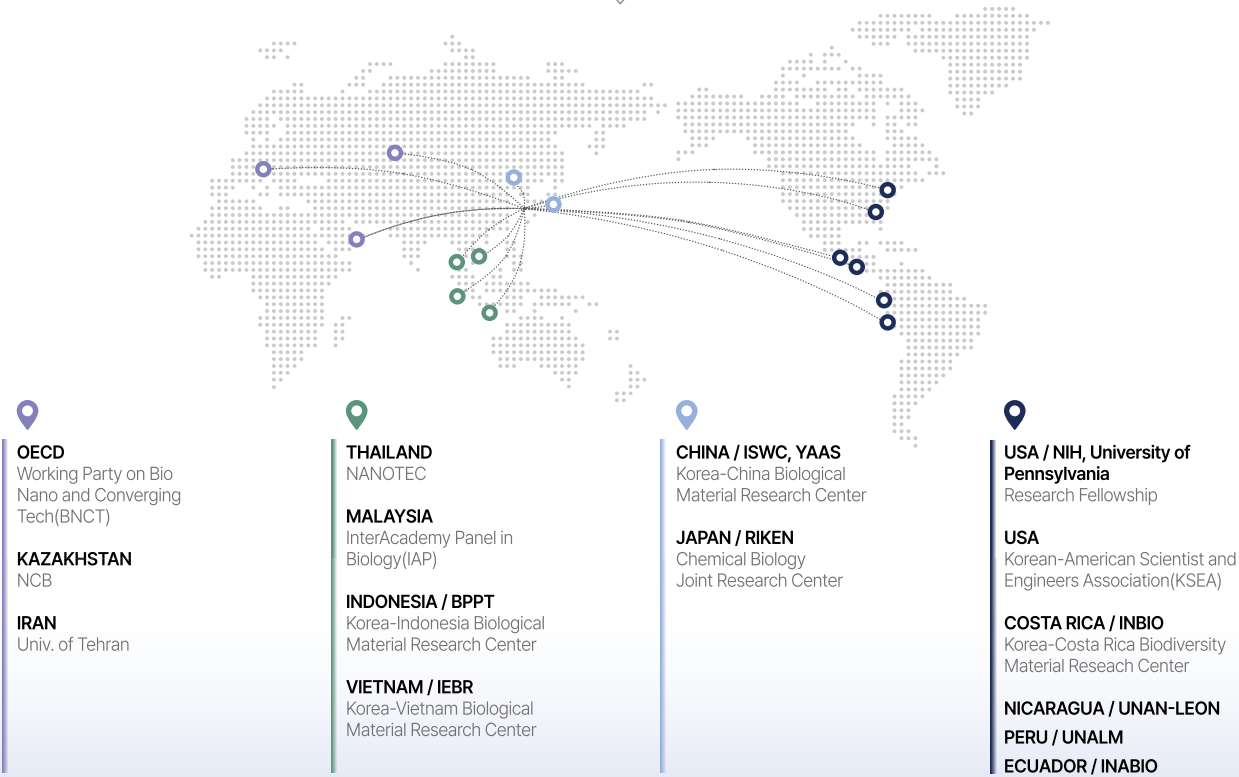 OECD
Working Party on Bio
Nano and Converging
Tech(BNCT)
KAZAKHSTAN
NCB
IRAN
Univ. of Tehran
THAILAND
NANOTEC
MALAYSIA
InterAcademy Panel in
Biology(IAP)
INDONESIA / BPPT
Korea-Indonesia Biological
Material Research Center
VIETNAM / IEBR
Korea-Vietnam Biological
Material Research Center
CHINA / ISWC, YAAS
Korea-China Biological
Material Research Center
JAPAN / RIKEN
Chemical Biology
Joint Research Center
USA / NIH, University of
Pennsylvania
Research Fellowship
USA
Korean-American Scientist and
Engineers Association(KSEA)
COSTA RICA / INBIO
Korea-Costa Rica Biodiversity
Material Reseach Center
NICARAGUA / UNAN-LEON
PERU / UNALM
ECUADOR / INABIO